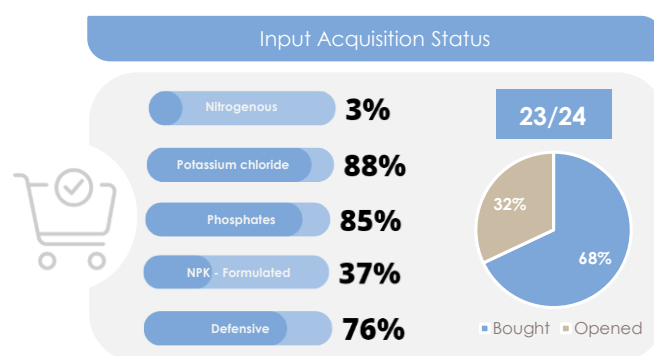 Input Acquisition Status
Nitrogenous 3%
Potassium chloride 88%
Phosphates 85%
NPK - Formulated 37%
Defensive 76%
23/24
32%
68%
Bought Opened